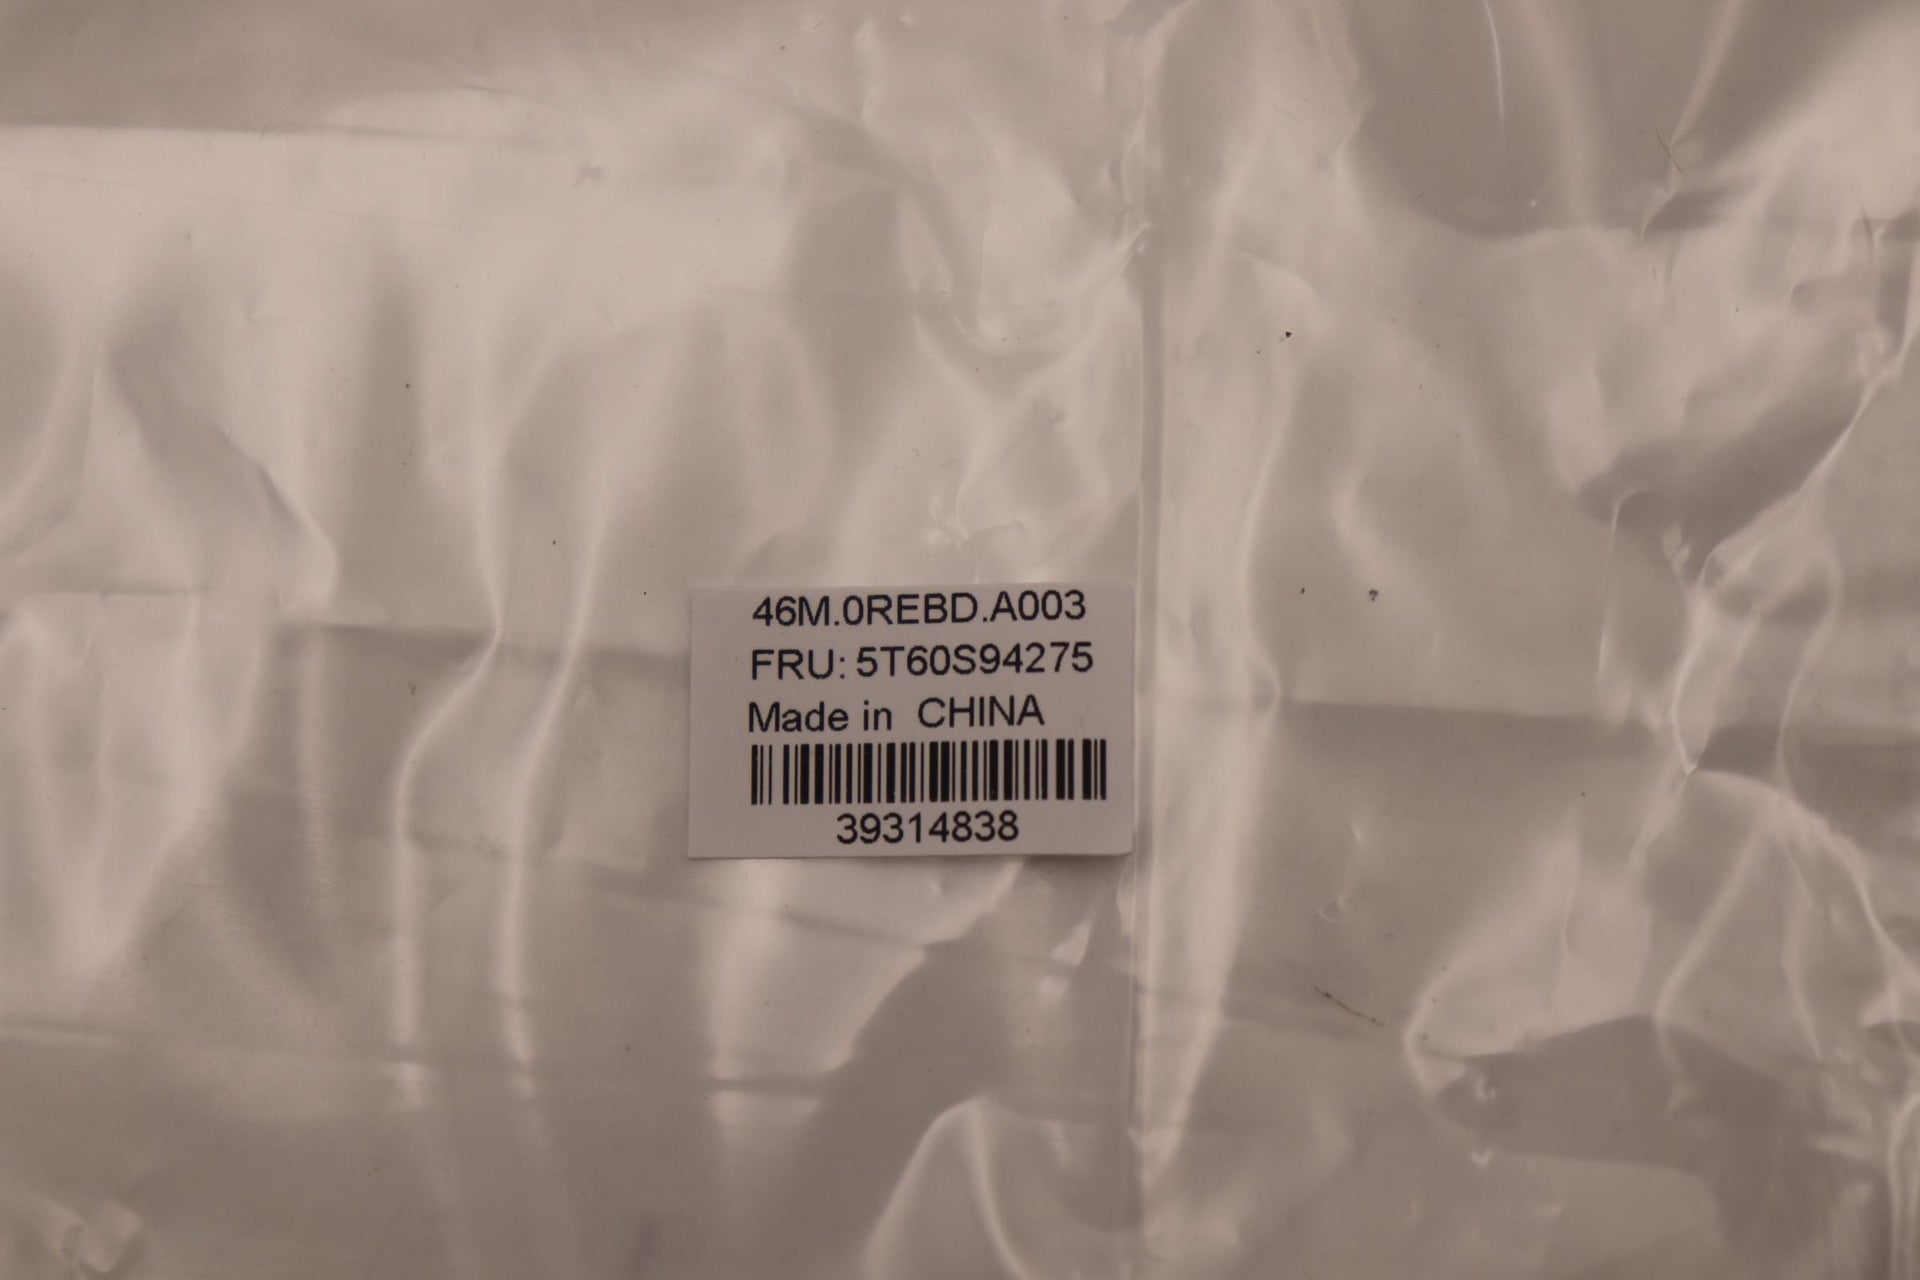 46M.0REBD.A003
FRU: 5T60S94275
Made in CHINA
39314838